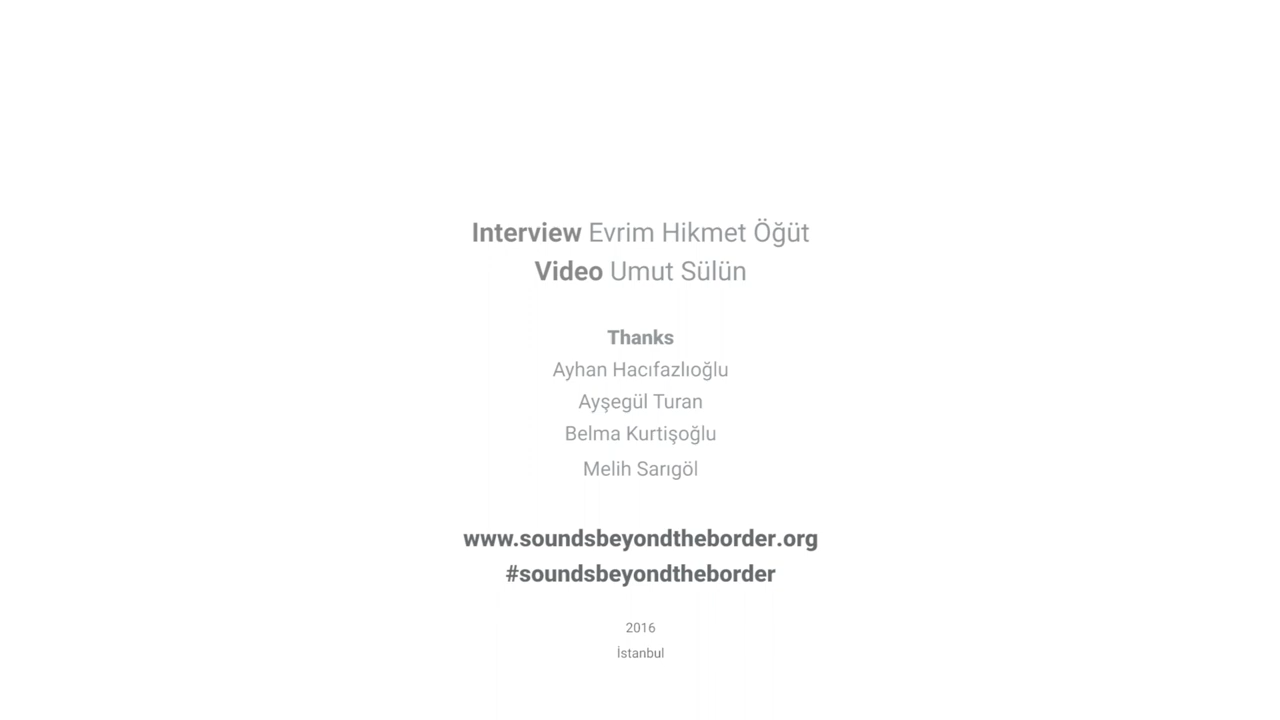 Interview Evrim Hikmet Öğüt
Video Umut Sülün
Thanks
Ayhan Hacıfazlıoğlu
Ayşegül Turan
Belma Kurtişoğlu
Melih Sarıgöl
www.soundsbeyondtheborder.org
#soundsbeyondtheborder
2016
İstanbul